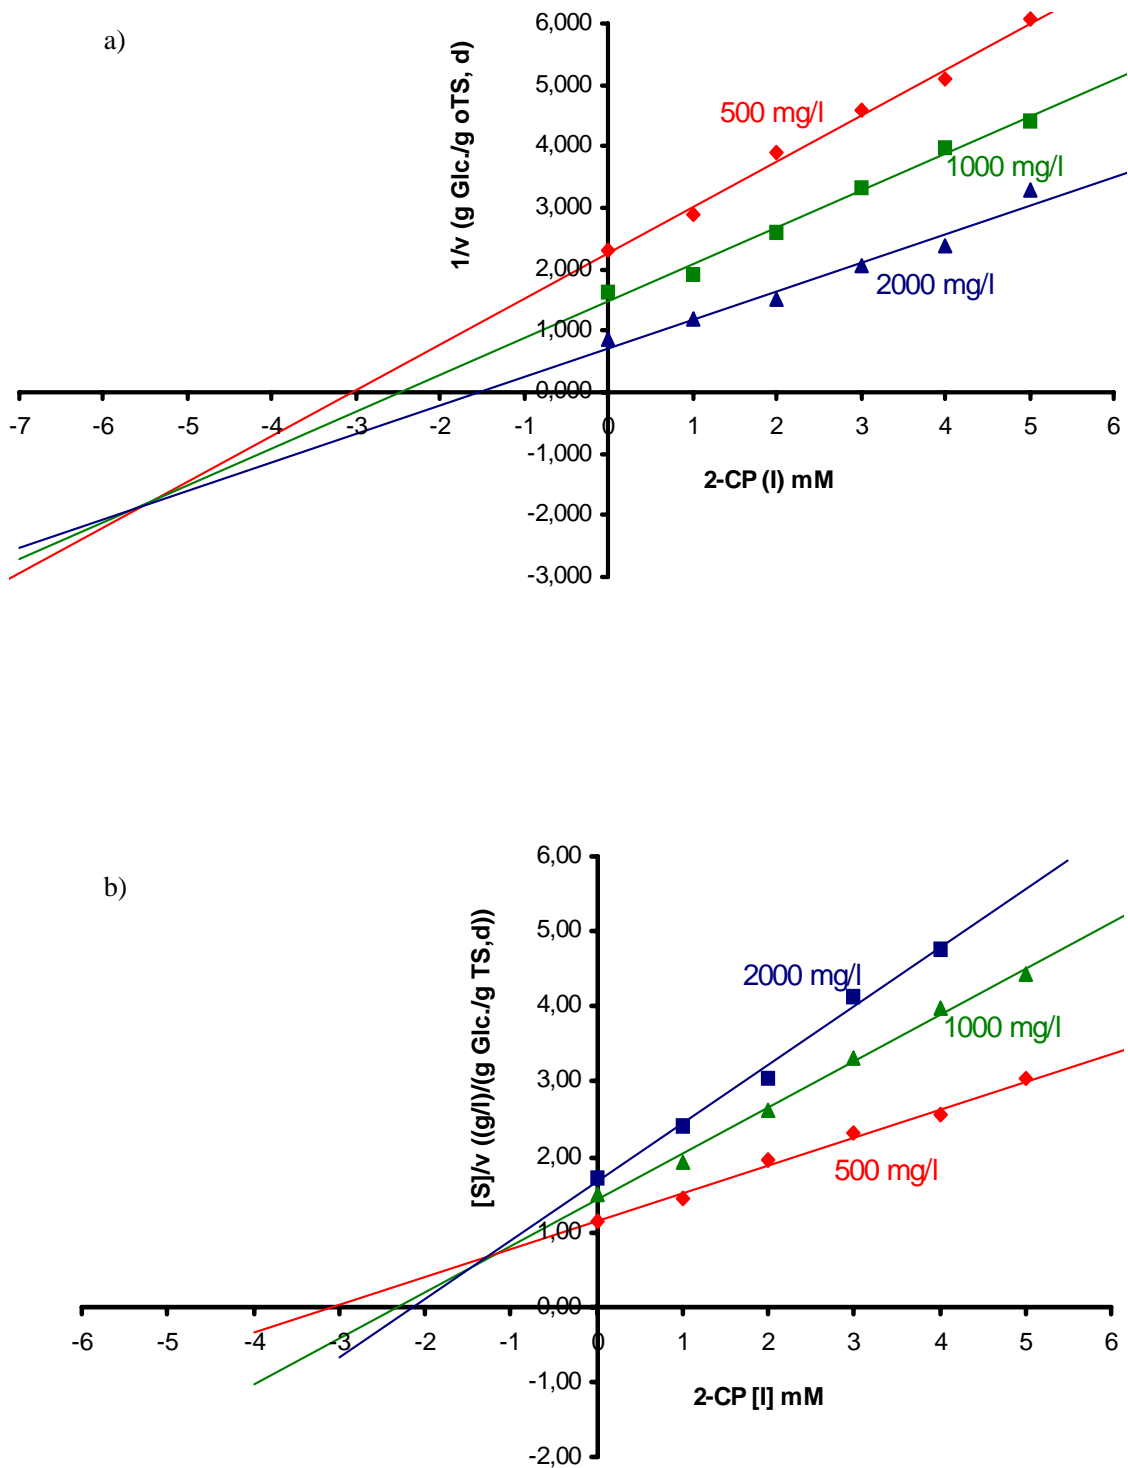 a)
1/v (g Glc./g oTS, d)
6,000
5,000
4,000
3,000
2,000
1,000
0,000
-1,000
-2,000
-3,000
500 mg/l
1000 mg/l
2000 mg/l
-7 -6 -5 -4 -3 -2 -1 0 1 2 3 4 5 6
2-CP (I) mM
b)
[S]/v ((g/l)/(g Glc./g TS,d))
6,00
5,00
4,00
3,00
2,00
1,00
0,00
-1,00
-2,00
2000 mg/l
1000 mg/l
500 mg/l
-6 -5 -4 -3 -2 -1 0 1 2 3 4 5 6
2-CP [I] mM